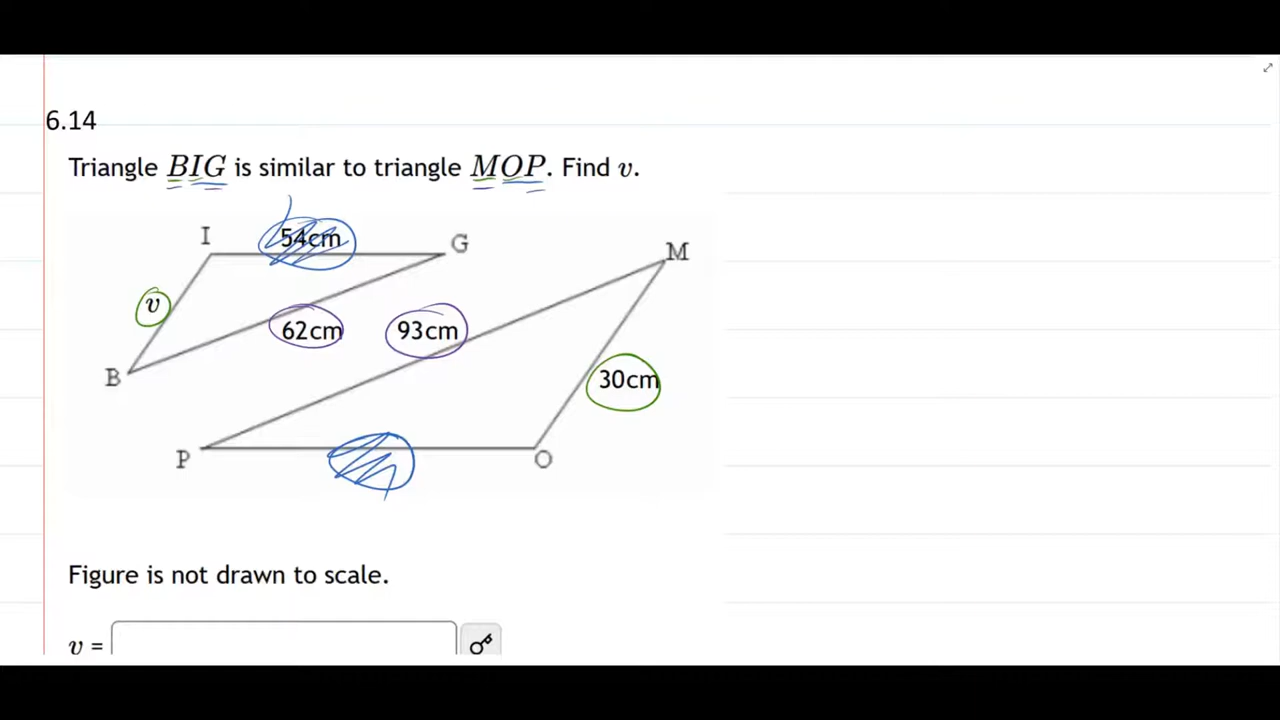 6.14
Triangle BIG is similar to triangle MOP. Find v.
I 54cm G
M
v
62cm 93cm
30cm
B
P O
Figure is not drawn to scale.
v =